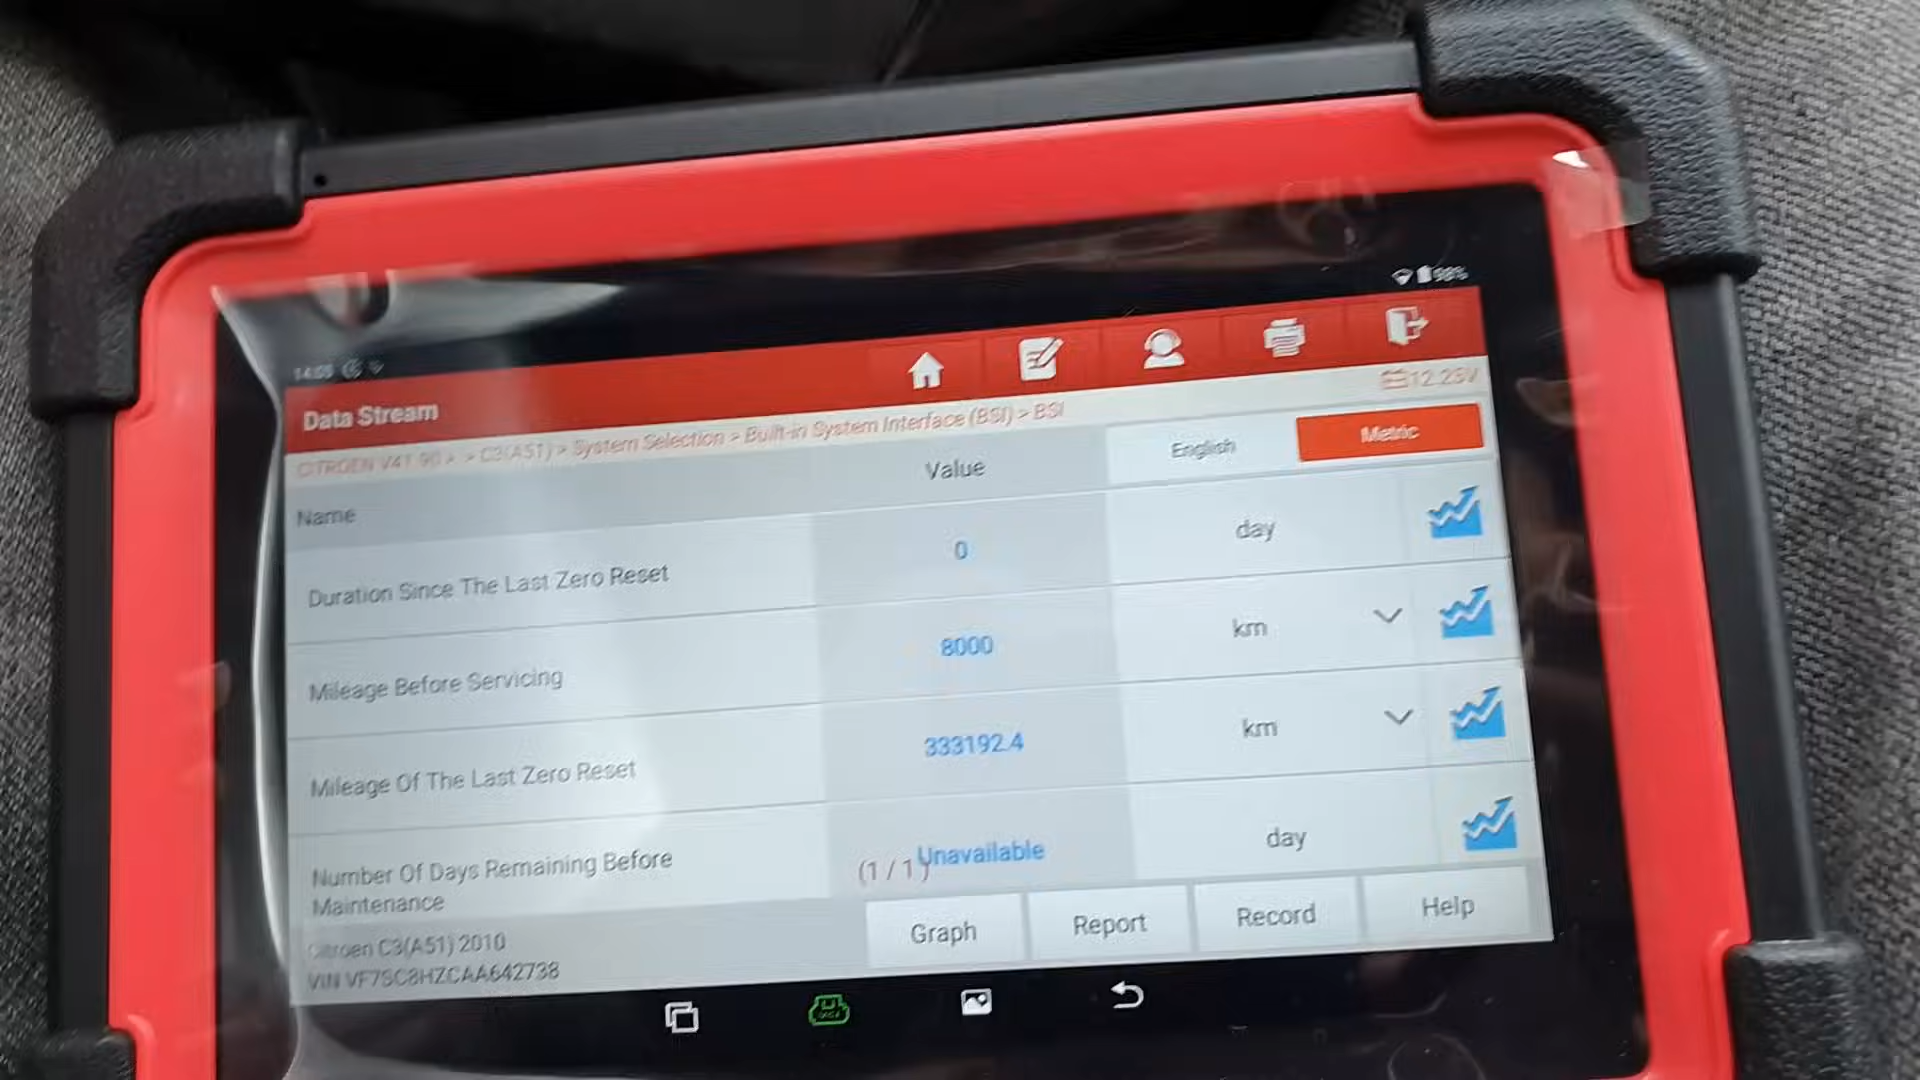 14:05
98%
Data Stream
12.23V
CITROEN V41.90 > > C3(A51) > System Selection > Built-in System Interface (BSI) > BSI
Name
Value
English
Metric
Duration Since The Last Zero Reset
0
day
Mileage Before Servicing
8000
km
Mileage Of The Last Zero Reset
333192.4
km
Number Of Days Remaining Before
Maintenance
Unavailable
day
(1 / 1)
Citroen C3(A51) 2010
VIN VF7SC8HZCAA642738
Graph
Report
Record
Help